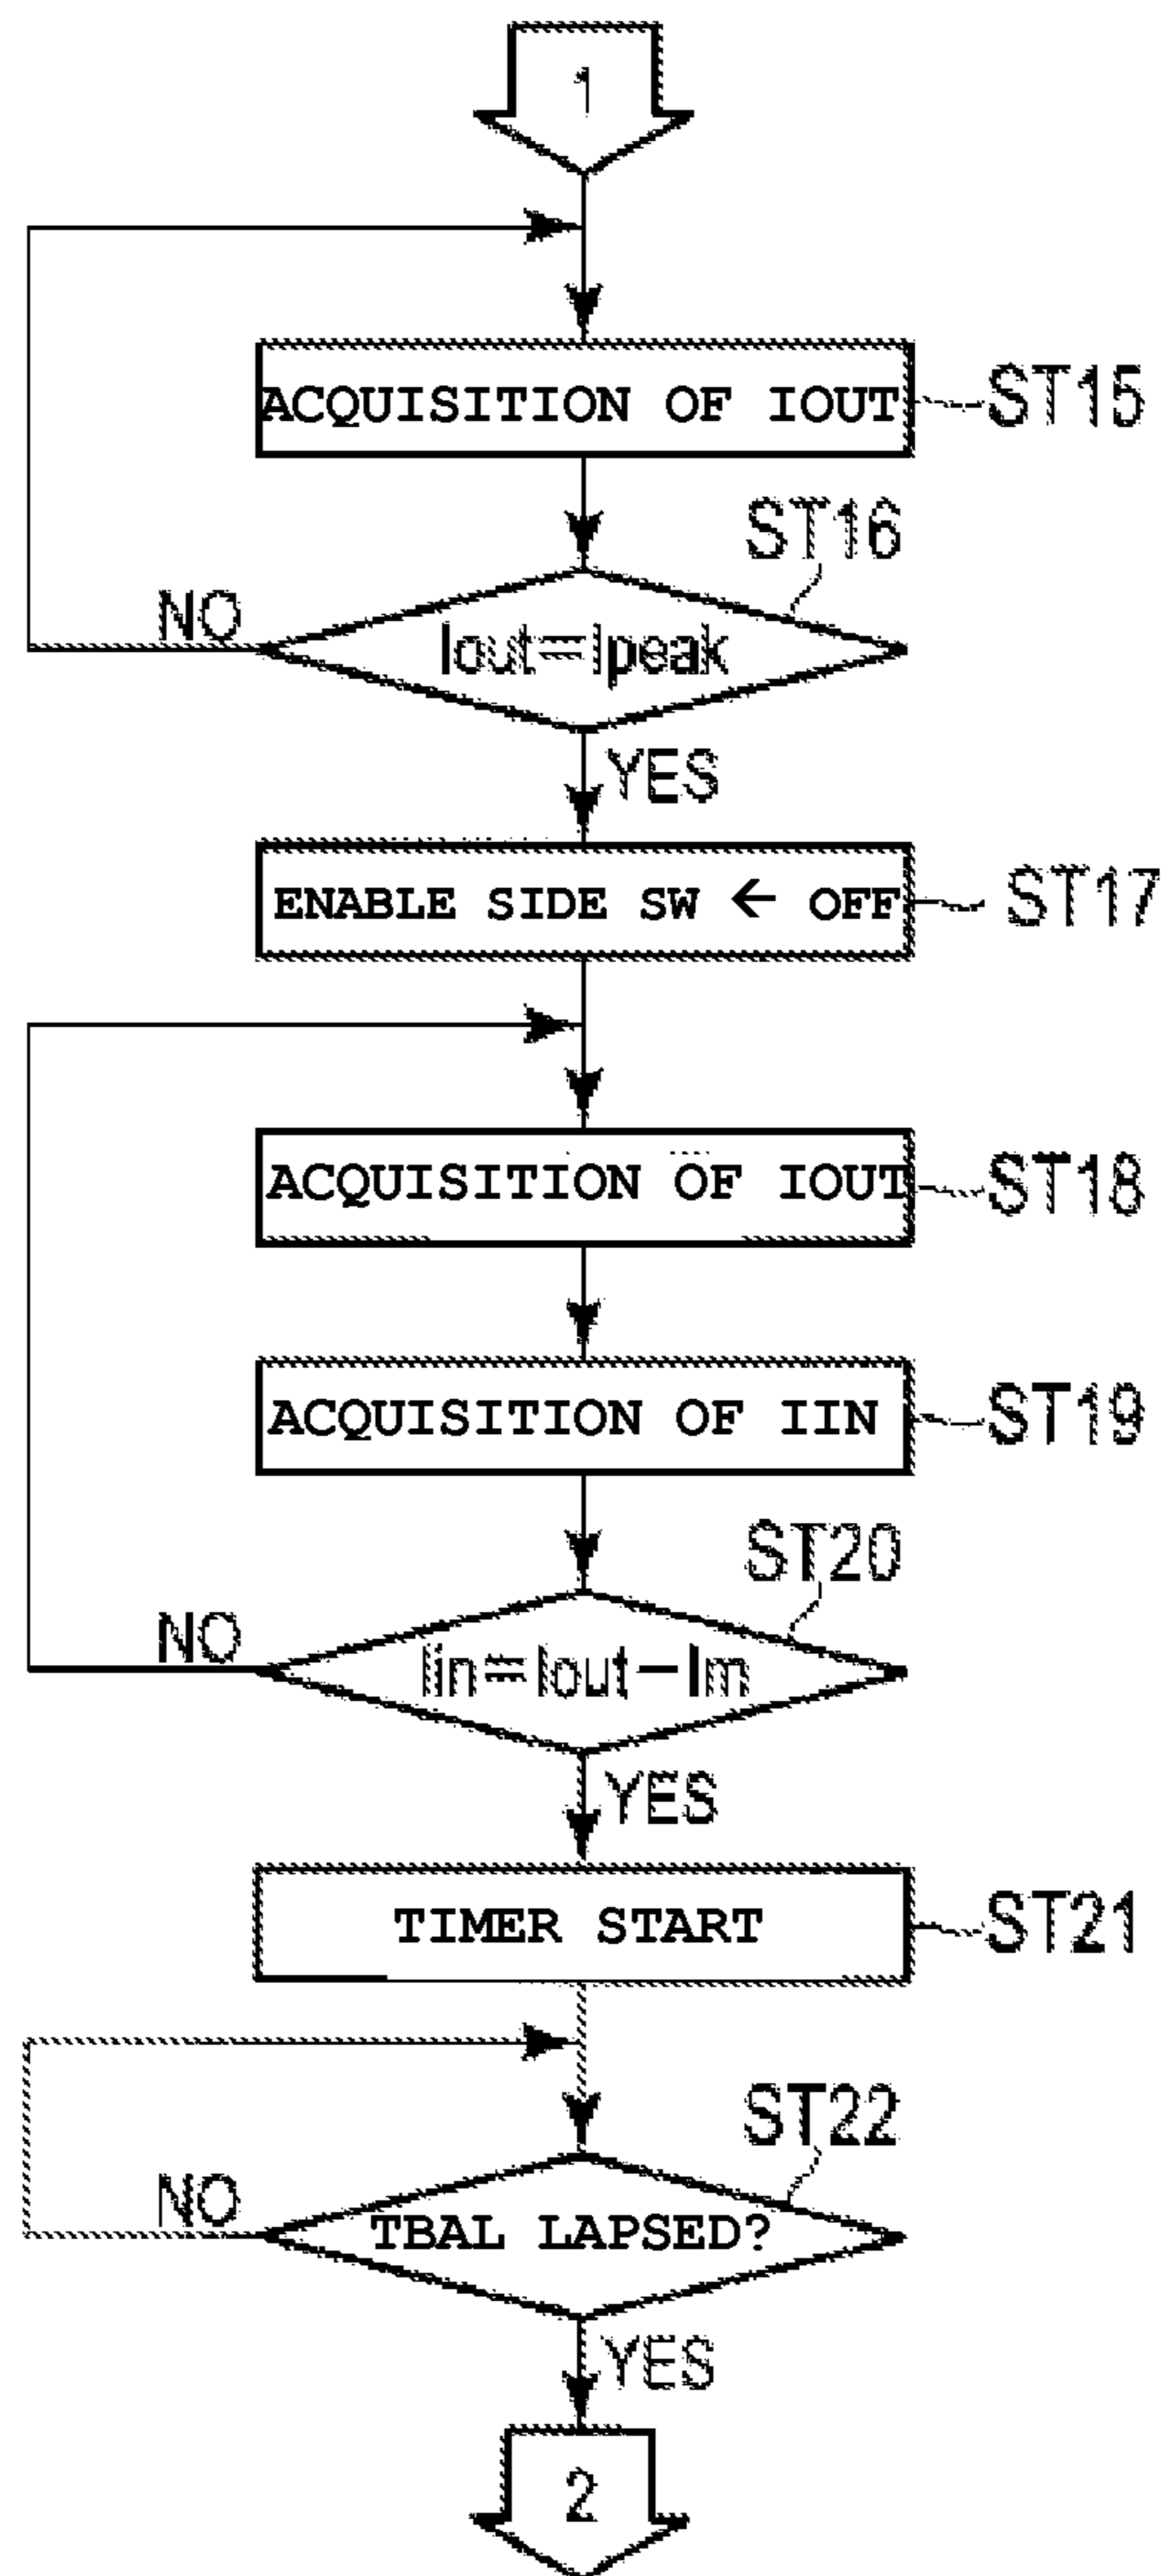 1
ACQUISITION OF IOUT
ST15
ST16
NO
Iout=Ipeak
YES
ENABLE SIDE SW ← OFF
ST17
ACQUISITION OF IOUT
ST18
ACQUISITION OF IIN
ST19
ST20
NO
Iin=Iout-Im
YES
TIMER START
ST21
ST22
NO
TBAL LAPSED?
YES
2